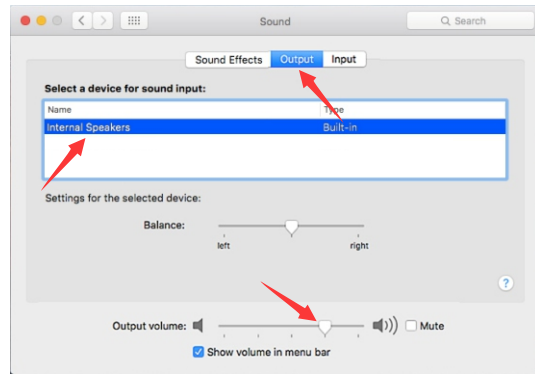 Sound
Search
Sound Effects Output Input
Select a device for sound input:
Name Type
Internal Speakers Built-in
Settings for the selected device:
Balance:
left right
?
Output volume: Mute
Show volume in menu bar